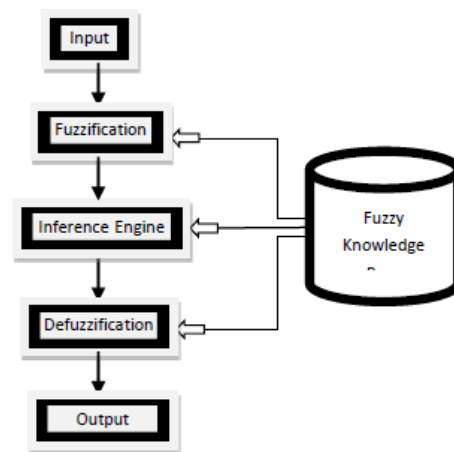 Input
Fuzzification
Inference Engine
Fuzzy
Knowledge
Defuzzification
Output